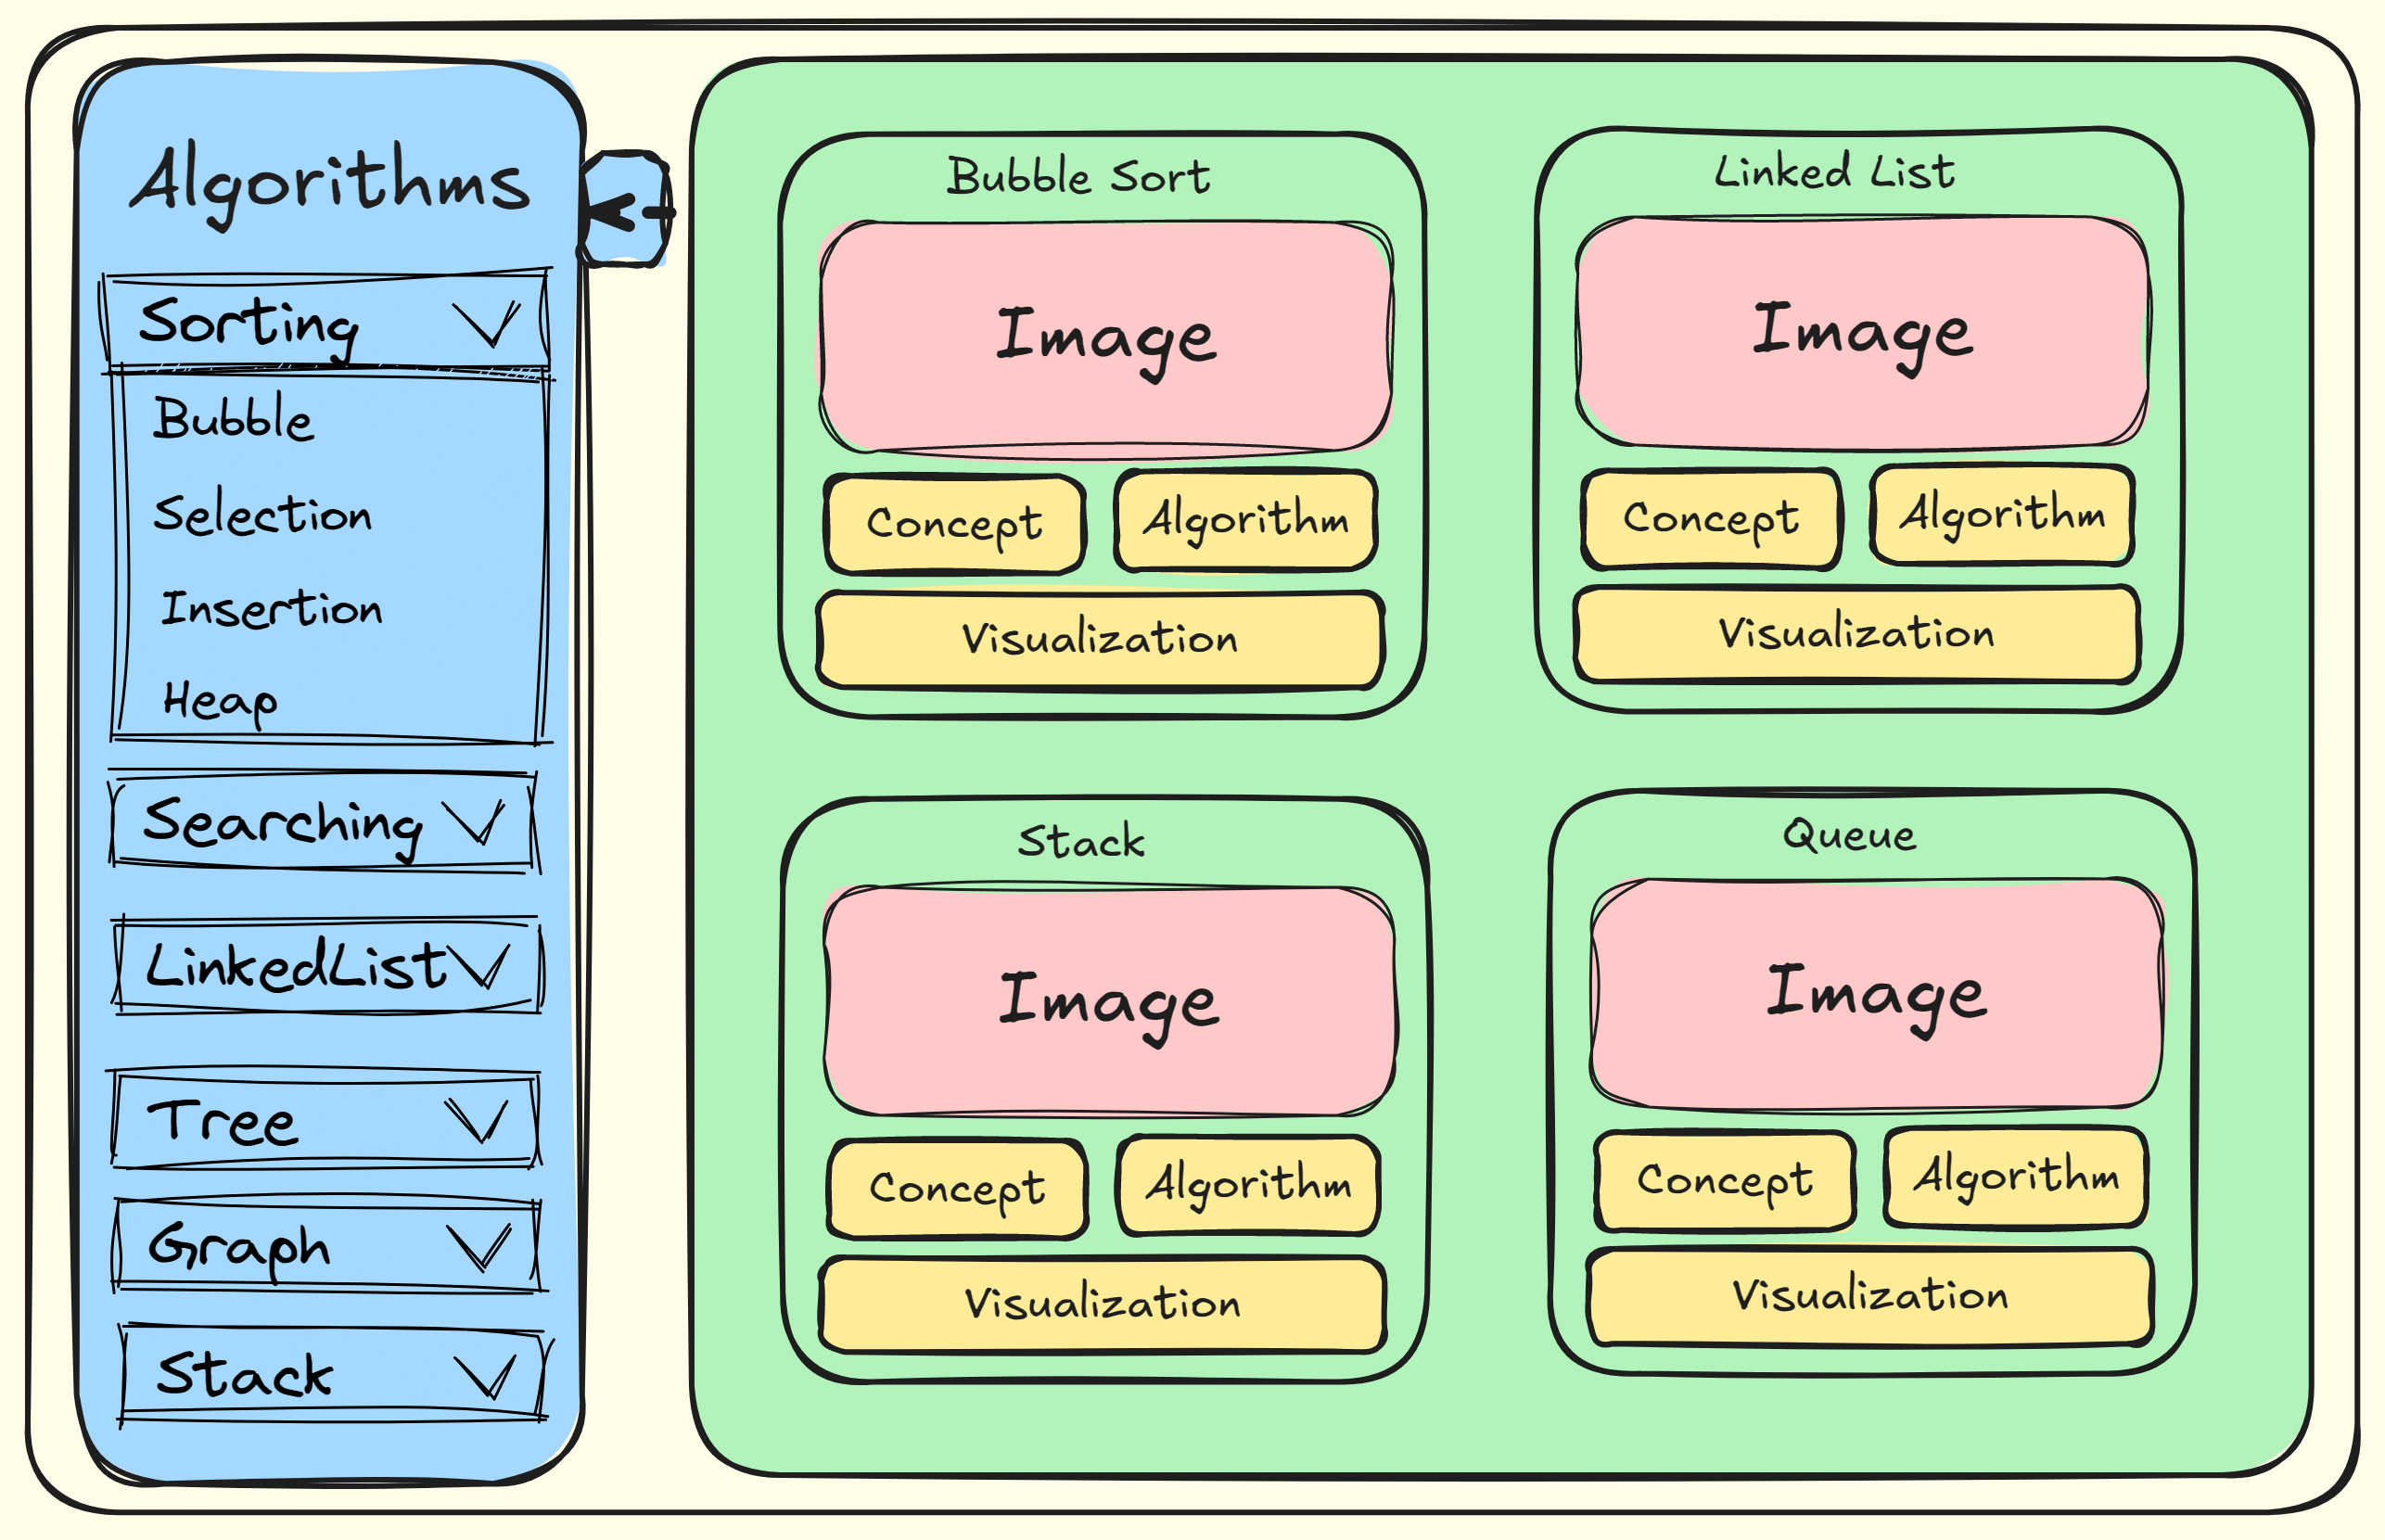 Algorithms
Sorting
Bubble
Selection
Insertion
Heap
Searching
LinkedList
Tree
Graph
Stack
Bubble Sort
Image
Concept
Algorithm
Visualization
Linked List
Image
Concept
Algorithm
Visualization
Stack
Image
Concept
Algorithm
Visualization
Queue
Image
Concept
Algorithm
Visualization